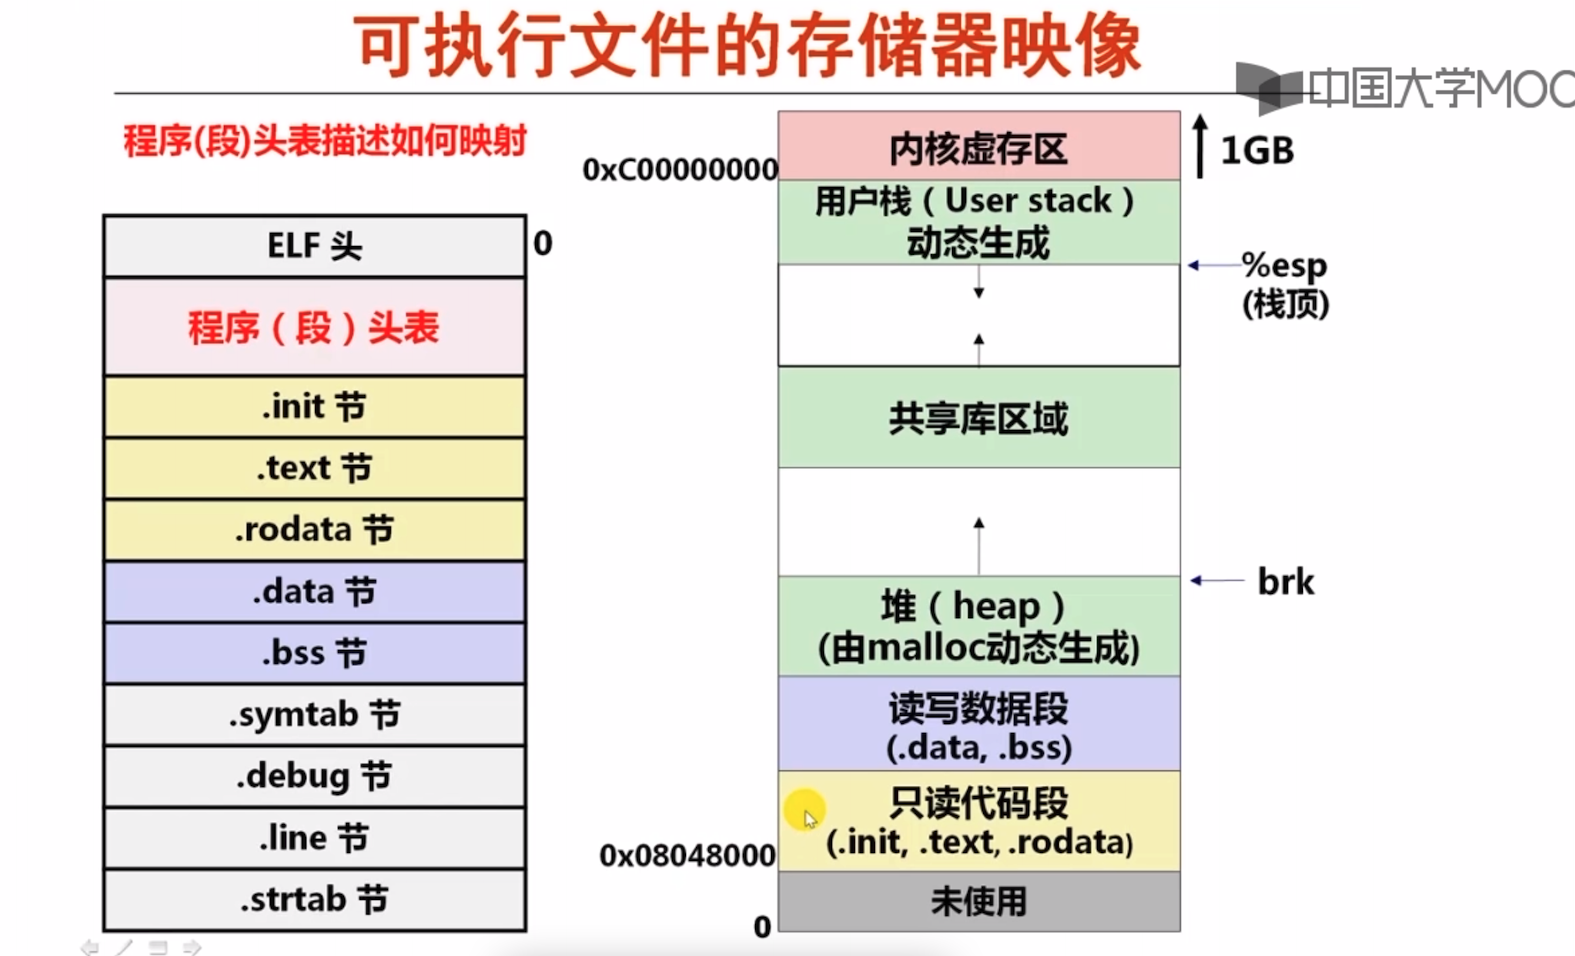 可执行文件的存储器映像
中国大学MOO
程序(段)头表描述如何映射
ELF 头
0
程序（段）头表
.init 节
.text 节
.rodata 节
.data 节
.bss 节
.symtab 节
.debug 节
.line 节
.strtab 节
0xC00000000
内核虚存区
1GB
用户栈（User stack）
动态生成
%esp
(栈顶)
共享库区域
brk
堆（heap）
(由malloc动态生成)
读写数据段
(.data, .bss)
只读代码段
(.init, .text, .rodata)
0x08048000
未使用
0